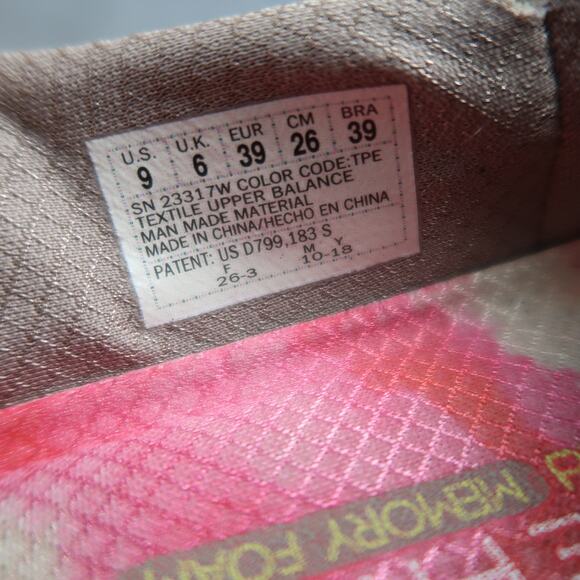 U.S. U.K. EUR CM BRA
9 6 39 26 39
SN 23317W COLOR CODE:TPE
TEXTILE UPPER BALANCE
MAN MADE MATERIAL
MADE IN CHINA/HECHO EN CHINA
PATENT: US D799,183 S
F M Y
26-3 10-18
MEMORY FOAM